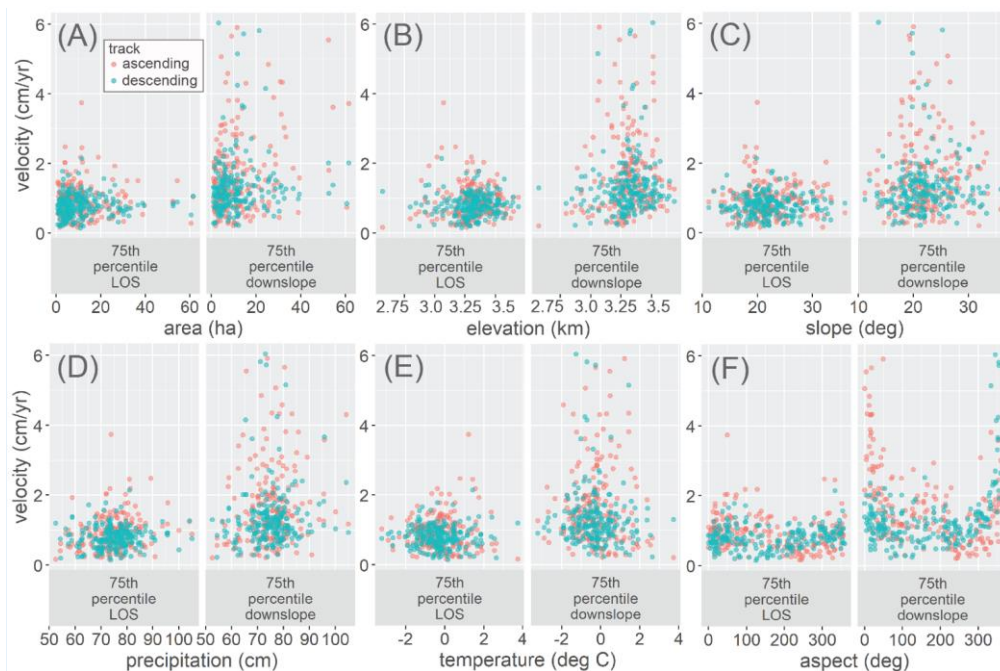 (A)
track
ascending
descending
(B)
(C)
velocity (cm/yr)
6
4
2
0
75th
percentile
LOS
75th
percentile
downslope
75th
percentile
LOS
75th
percentile
downslope
75th
percentile
LOS
75th
percentile
downslope
0 20 40 60 0 20 40 60
2.75 3.0 3.25 3.5 2.75 3.0 3.25 3.5
10 20 30 10 20 30
area (ha)
elevation (km)
slope (deg)
(D)
(E)
(F)
velocity (cm/yr)
6
4
2
0
75th
percentile
LOS
75th
percentile
downslope
75th
percentile
LOS
75th
percentile
downslope
75th
percentile
LOS
75th
percentile
downslope
50 60 70 80 90 100 50 60 70 80 90 100
-2 0 2 4 -2 0 2 4
0 100 200 300 0 100 200 300
precipitation (cm)
temperature (deg C)
aspect (deg)